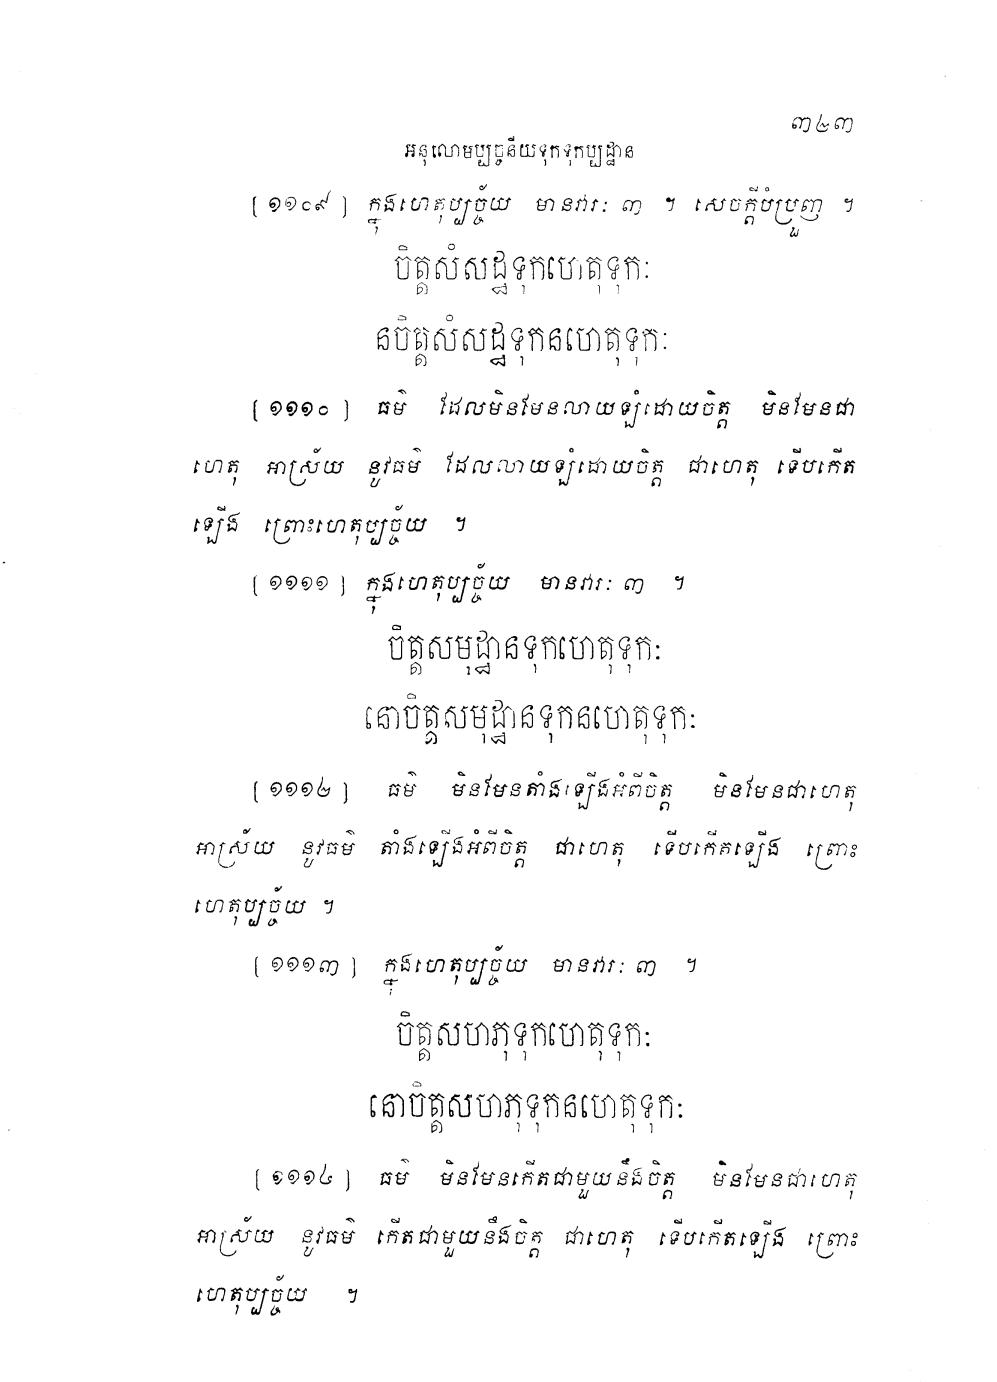 ៣៤៣
អនុលោមប្បច្ចនីយទុកទុកប្បដ្ឋាន
[ ១១០៩ ] ក្នុងហេតុប្បច្ច័យ មានវារៈ ៣ ។ សេចក្តីបំប្រួញ ។
ចិត្តសំសដ្ឋទុកហេតុទុកៈ
នចិត្តសំសដ្ឋទុកនហេតុទុកៈ
[ ១១១០ ] ធម៌ ដែលមិនមែនលាយឡំដោយចិត្ត មិនមែនជា
ហេតុ អាស្រ័យ នូវធម៌ ដែលលាយឡំដោយចិត្ត ជាហេតុ ទើបកើត
ឡើង ព្រោះហេតុប្បច្ច័យ ។
[ ១១១១ ] ក្នុងហេតុប្បច្ច័យ មានវារៈ ៣ ។
ចិត្តសមុដ្ឋានទុកហេតុទុកៈ
នោចិត្តសមុដ្ឋានទុកនហេតុទុកៈ
[ ១១១២ ] ធម៌ មិនមែនតាំងឡើងអំពីចិត្ត មិនមែនជាហេតុ
អាស្រ័យ នូវធម៌ តាំងឡើងអំពីចិត្ត ជាហេតុ ទើបកើតឡើង ព្រោះ
ហេតុប្បច្ច័យ ។
[ ១១១៣ ] ក្នុងហេតុប្បច្ច័យ មានវារៈ ៣ ។
ចិត្តសហភុទុកហេតុទុកៈ
នោចិត្តសហភុទុកនហេតុទុកៈ
[ ១១១៤ ] ធម៌ មិនមែនកើតជាមួយនឹងចិត្ត មិនមែនជាហេតុ
អាស្រ័យ នូវធម៌ កើតជាមួយនឹងចិត្ត ជាហេតុ ទើបកើតឡើង ព្រោះ
ហេតុប្បច្ច័យ ។